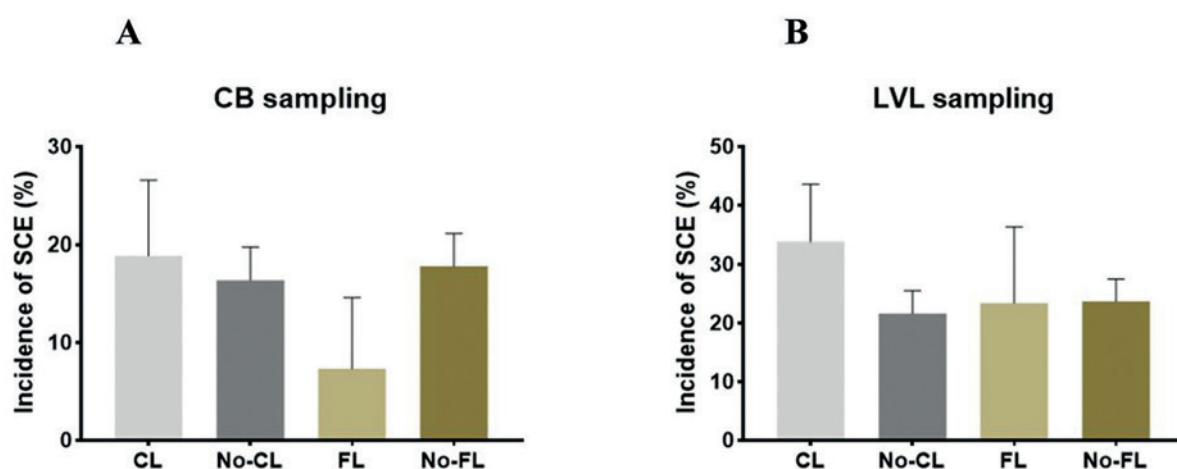 A
CB sampling
Incidence of SCE (%)
30
20
10
0
CL No-CL FL No-FL
B
LVL sampling
Incidence of SCE (%)
50
40
30
20
10
0
CL No-CL FL No-FL